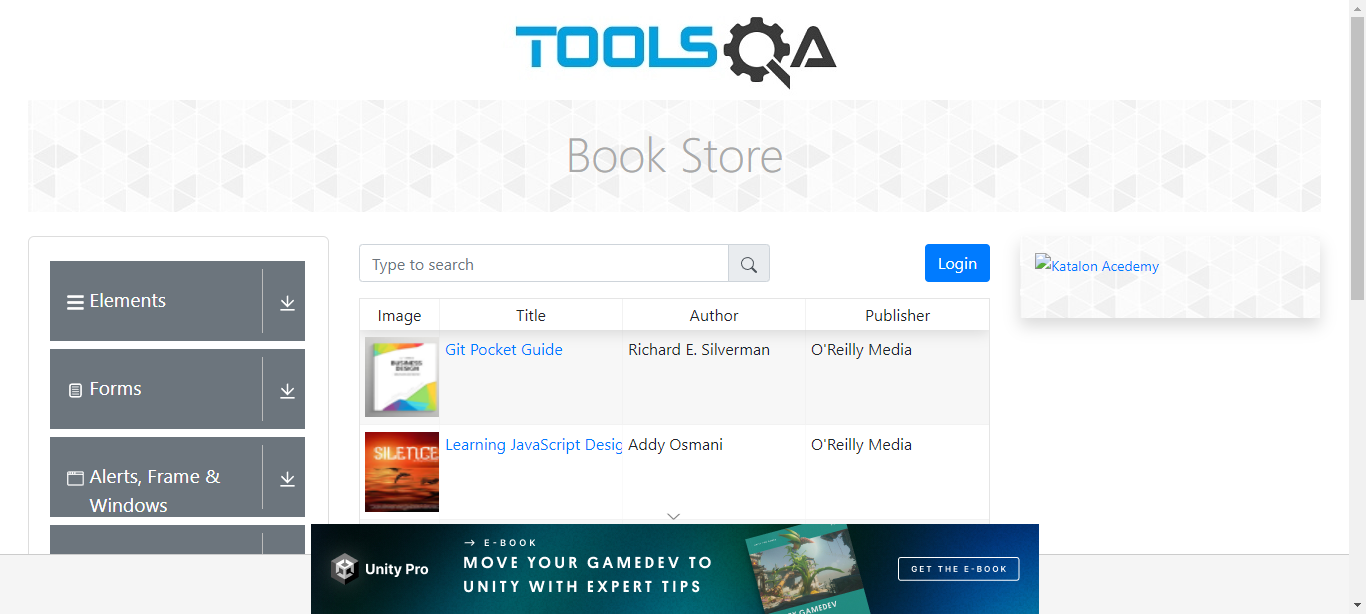 TOOLSQA
Book Store
Elements
Forms
Alerts, Frame &
Windows
Type to search
Login
Image Title Author Publisher
BUSINESS
DESIGN
Git Pocket Guide Richard E. Silverman O'Reilly Media
SILENCE
Learning JavaScript Desig Addy Osmani O'Reilly Media
Katalon Acedemy
Unity Pro
→ E-BOOK
MOVE YOUR GAMEDEV TO
UNITY WITH EXPERT TIPS
GAMEDEV
GET THE E-BOOK